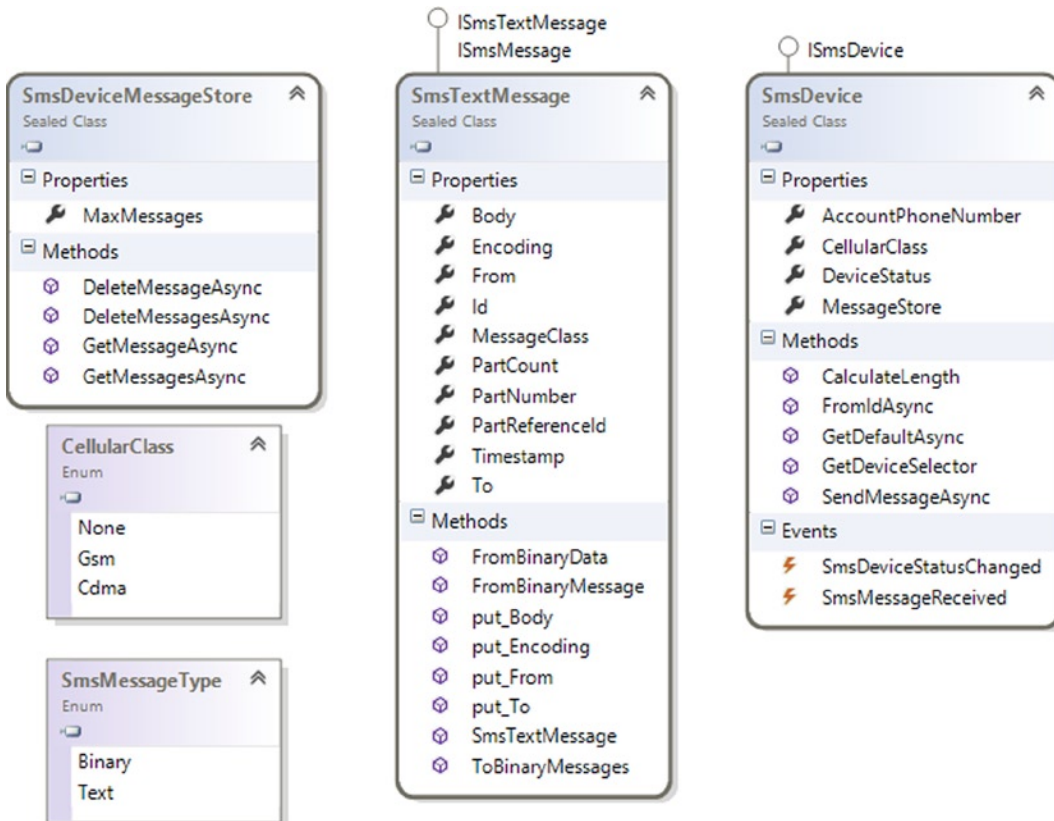 SmsDeviceMessageStore
Sealed Class
Properties
MaxMessages
Methods
DeleteMessageAsync
DeleteMessagesAsync
GetMessageAsync
GetMessagesAsync
CellularClass
Enum
None
Gsm
Cdma
SmsMessageType
Enum
Binary
Text
ISmsTextMessage
ISmsMessage
SmsTextMessage
Sealed Class
Properties
Body
Encoding
From
Id
MessageClass
PartCount
PartNumber
PartReferenceId
Timestamp
To
Methods
FromBinaryData
FromBinaryMessage
put_Body
put_Encoding
put_From
put_To
SmsTextMessage
ToBinaryMessages
ISmsDevice
SmsDevice
Sealed Class
Properties
AccountPhoneNumber
CellularClass
DeviceStatus
MessageStore
Methods
CalculateLength
FromIdAsync
GetDefaultAsync
GetDeviceSelector
SendMessageAsync
Events
SmsDeviceStatusChanged
SmsMessageReceived